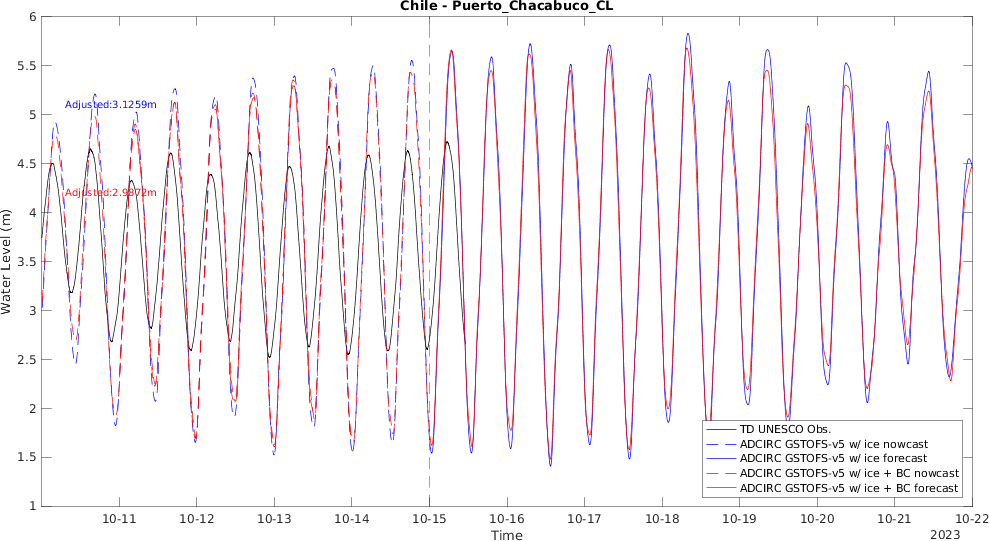 Chile - Puerto_Chacabuco_CL
6
5.5
5
4.5
4
3.5
3
2.5
2
1.5
1
Water Level (m)
Adjusted:3.1259m
Adjusted:2.9872m
TD UNESCO Obs.
ADCIRC GSTOFS-v5 w/ ice nowcast
ADCIRC GSTOFS-v5 w/ ice forecast
ADCIRC GSTOFS-v5 w/ ice + BC nowcast
ADCIRC GSTOFS-v5 w/ ice + BC forecast
10-11 10-12 10-13 10-14 10-15 10-16 10-17 10-18 10-19 10-20 10-21 10-22
Time
2023